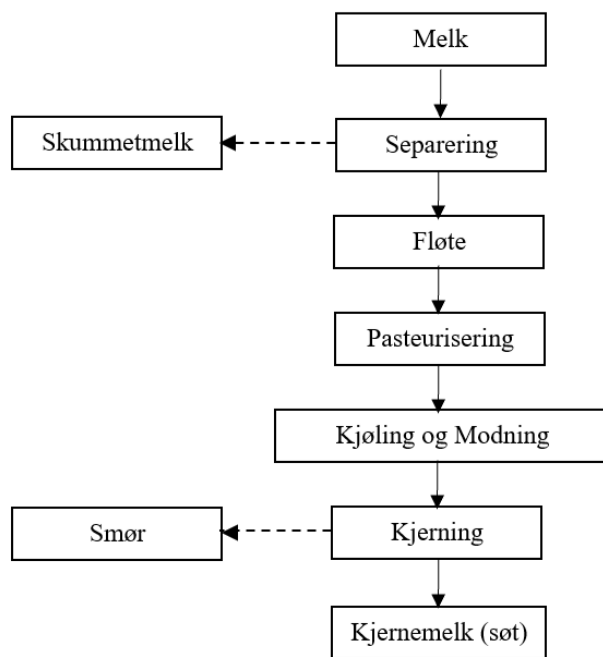 Melk
Skummetmelk
Separering
Fløte
Pasteurisering
Kjøling og Modning
Smør
Kjerning
Kjernemelk (søt)